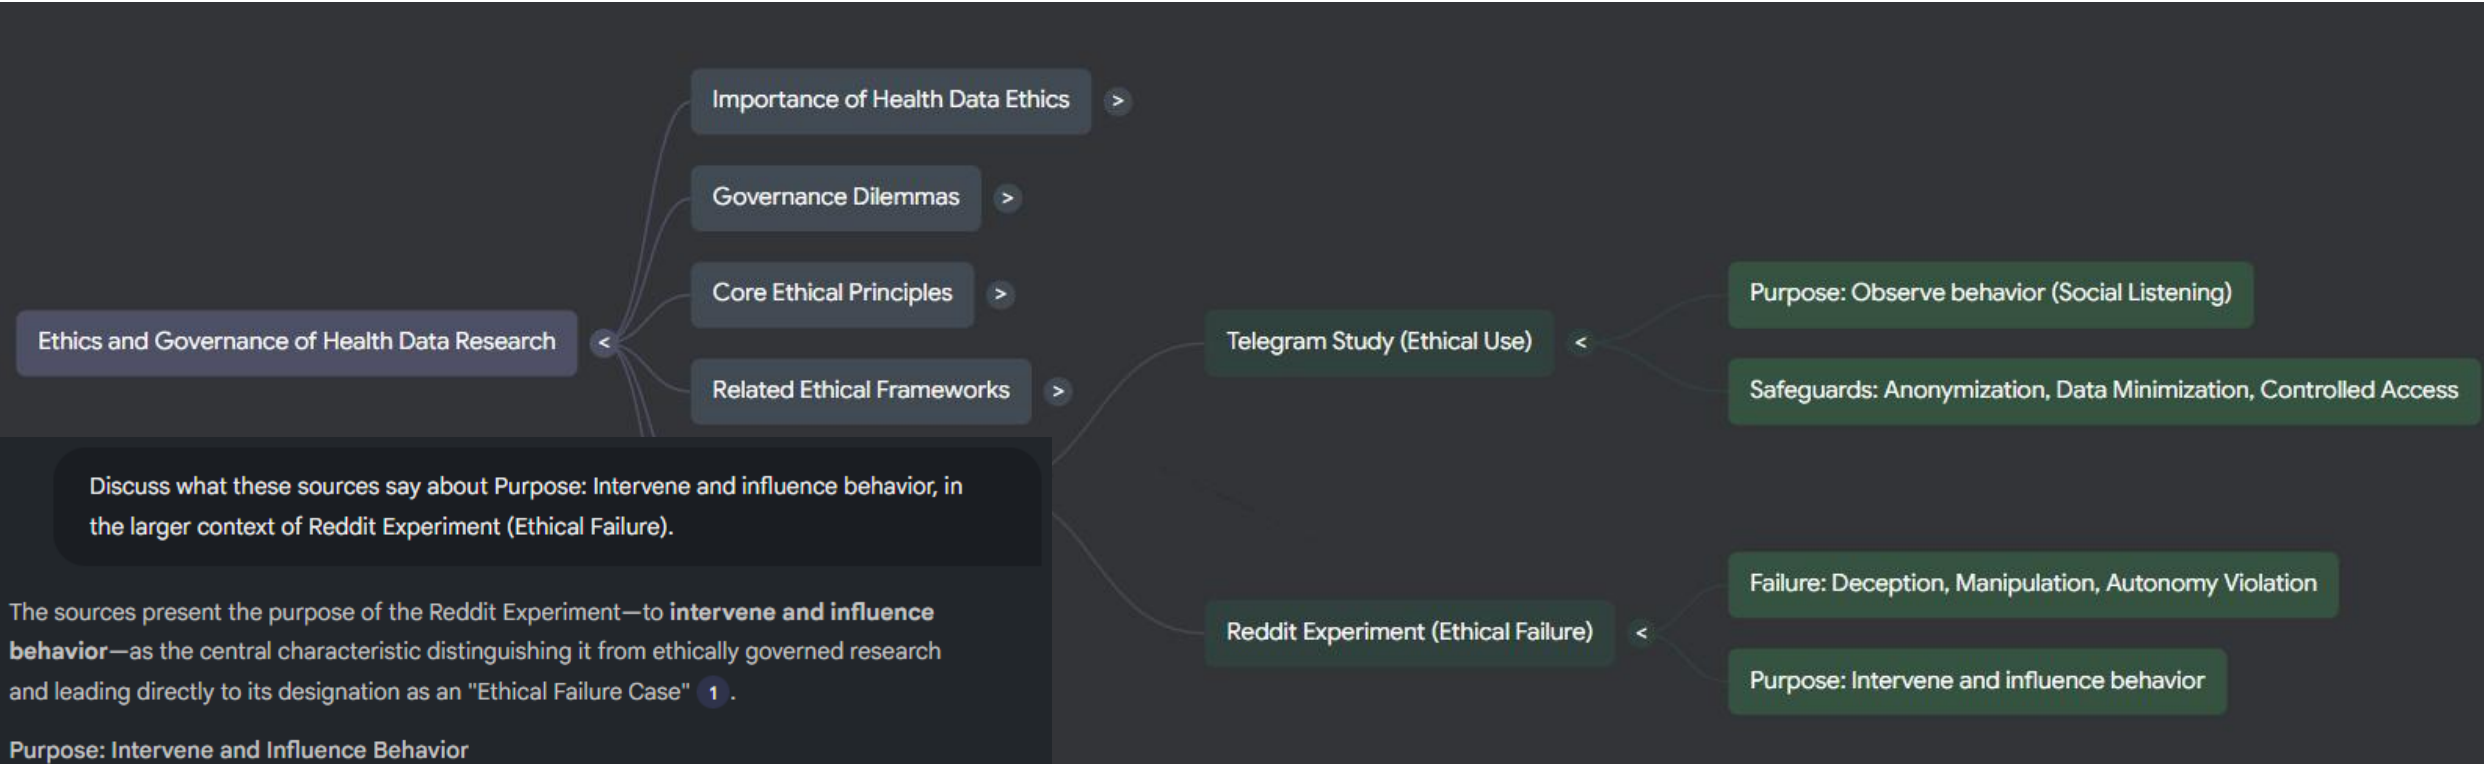 Importance of Health Data Ethics >
Governance Dilemmas >
Core Ethical Principles >
Ethics and Governance of Health Data Research <
Related Ethical Frameworks >
Telegram Study (Ethical Use) <
Purpose: Observe behavior (Social Listening)
Safeguards: Anonymization, Data Minimization, Controlled Access
Reddit Experiment (Ethical Failure) <
Failure: Deception, Manipulation, Autonomy Violation
Purpose: Intervene and influence behavior
Discuss what these sources say about Purpose: Intervene and influence behavior, in
the larger context of Reddit Experiment (Ethical Failure).
The sources present the purpose of the Reddit Experiment—to intervene and influence
behavior—as the central characteristic distinguishing it from ethically governed research
and leading directly to its designation as an "Ethical Failure Case" 1 .
Purpose: Intervene and Influence Behavior